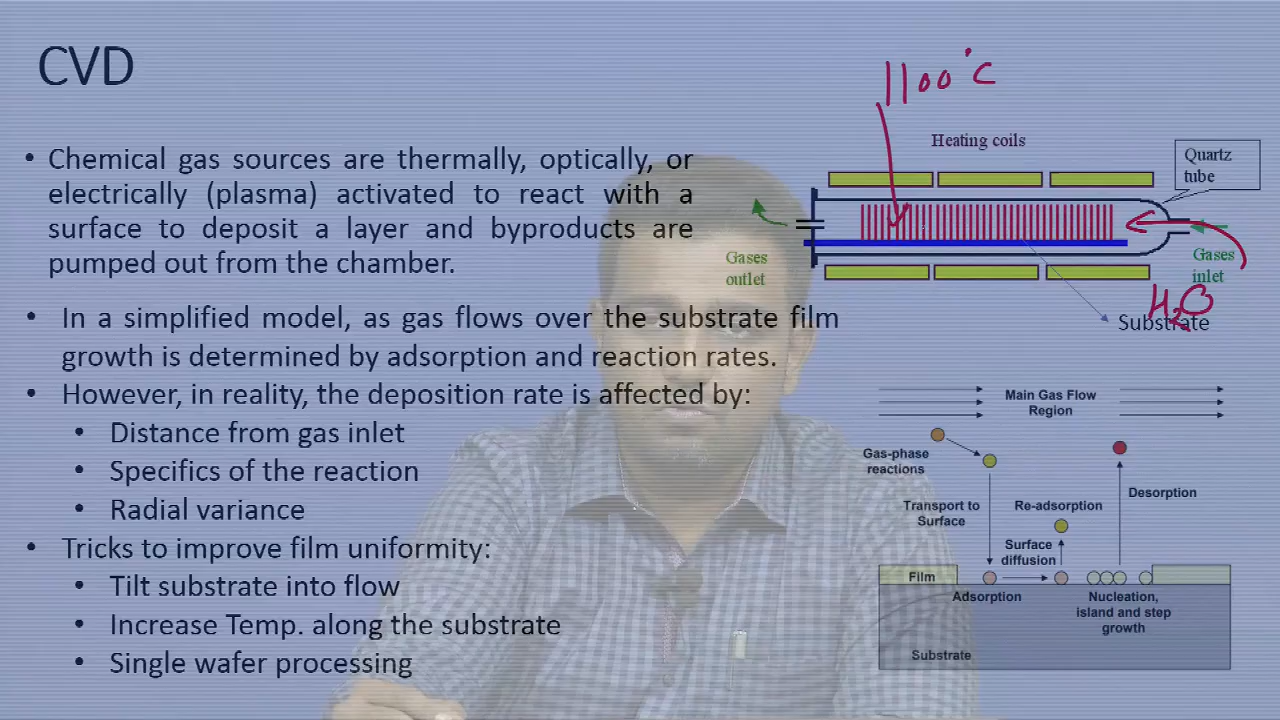 CVD
• Chemical gas sources are thermally, optically, or
electrically (plasma) activated to react with a
surface to deposit a layer and byproducts are
pumped out from the chamber.
• In a simplified model, as gas flows over the substrate film
growth is determined by adsorption and reaction rates.
• However, in reality, the deposition rate is affected by:
• Distance from gas inlet
• Specifics of the reaction
• Radial variance
• Tricks to improve film uniformity:
• Tilt substrate into flow
• Increase Temp. along the substrate
• Single wafer processing
1100°C
Heating coils
Quartz
tube
Gases
outlet
Gases
inlet
H2O
Substrate
Main Gas Flow
Region
Gas-phase
reactions
Desorption
Transport to
Surface
Re-adsorption
Surface
diffusion
Film
Adsorption
Nucleation,
island and step
growth
Substrate